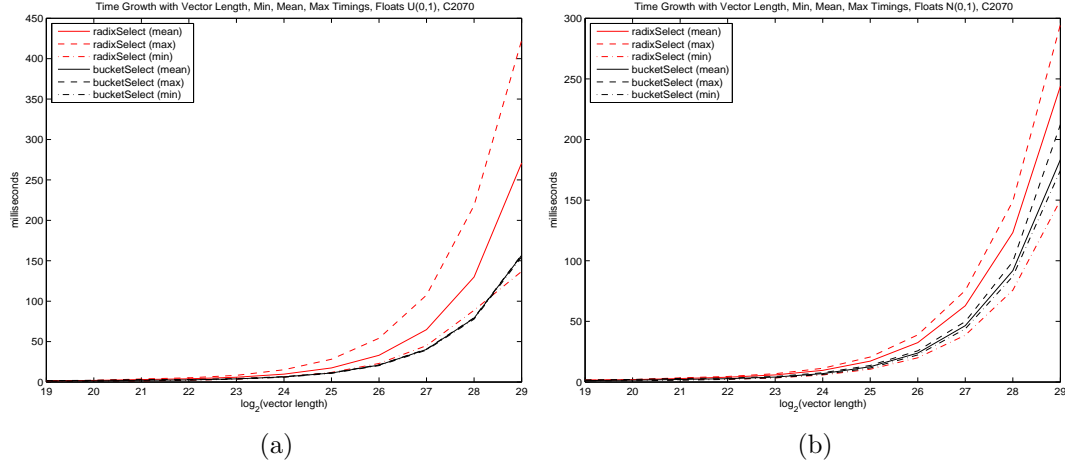 Time Growth with Vector Length, Min, Mean, Max Timings, Floats U(0,1), C2070
450
400
350
300
250
200
150
100
50
0
milliseconds
radixSelect (mean)
radixSelect (max)
radixSelect (min)
bucketSelect (mean)
bucketSelect (max)
bucketSelect (min)
19 20 21 22 23 24 25 26 27 28 29
log2(vector length)
(a)
Time Growth with Vector Length, Min, Mean, Max Timings, Floats N(0,1), C2070
300
250
200
150
100
50
0
milliseconds
radixSelect (mean)
radixSelect (max)
radixSelect (min)
bucketSelect (mean)
bucketSelect (max)
bucketSelect (min)
19 20 21 22 23 24 25 26 27 28 29
log2(vector length)
(b)